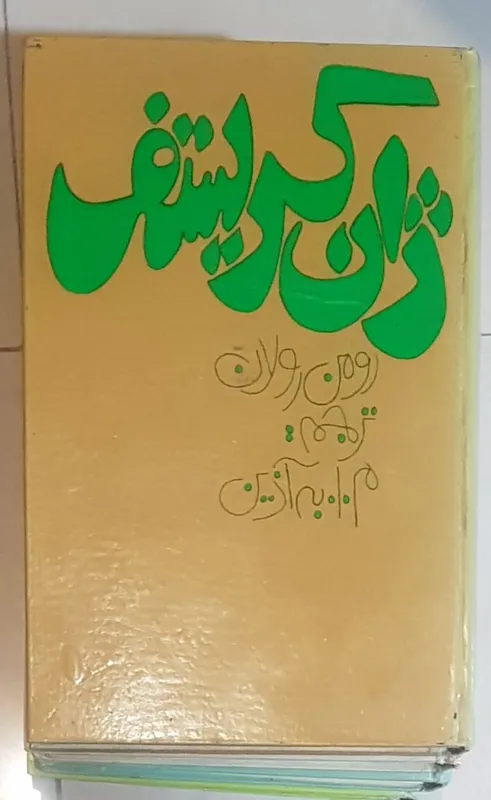 ژان کریستف
رومن رولان
ترجمه:
م.ا.به آذین